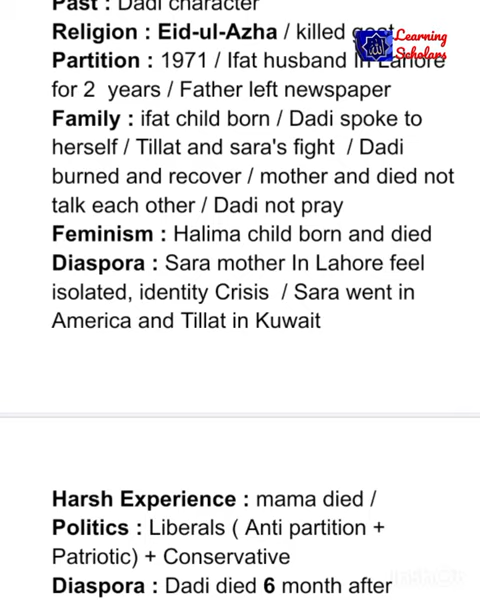 Past : Dadi character
Religion : Eid-ul-Azha / killed goat
Learning
Scholars
Partition : 1971 / Ifat husband In Lahore
for 2 years / Father left newspaper
Family : ifat child born / Dadi spoke to
herself / Tillat and sara's fight / Dadi
burned and recover / mother and died not
talk each other / Dadi not pray
Feminism : Halima child born and died
Diaspora : Sara mother In Lahore feel
isolated, identity Crisis / Sara went in
America and Tillat in Kuwait
Harsh Experience : mama died /
Politics : Liberals ( Anti partition +
Patriotic) + Conservative
Diaspora : Dadi died 6 month after